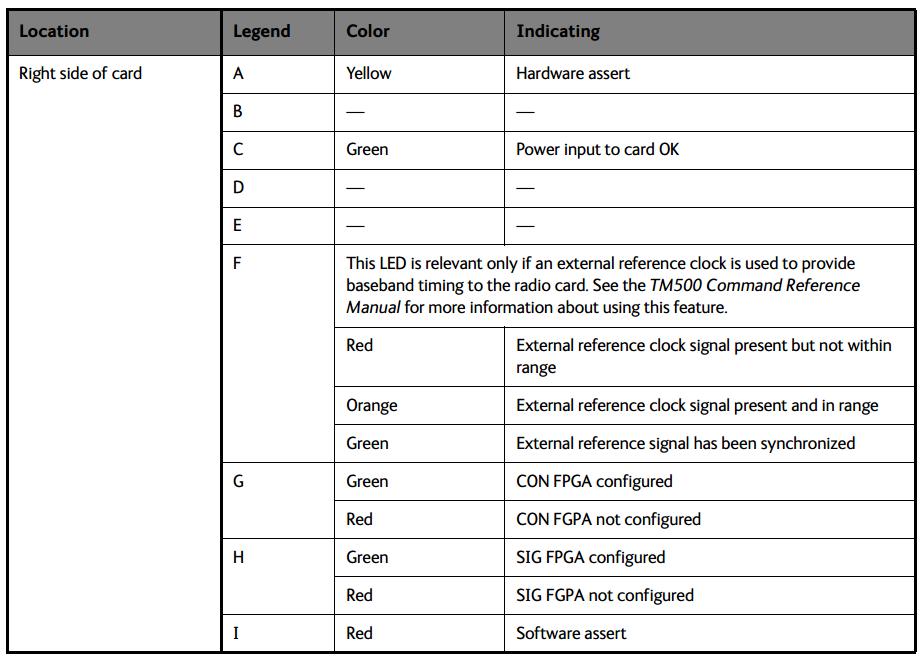 Location Legend Color Indicating
Right side of card A Yellow Hardware assert
B — —
C Green Power input to card OK
D — —
E — —
F This LED is relevant only if an external reference clock is used to provide
baseband timing to the radio card. See the TM500 Command Reference
Manual for more information about using this feature.
Red External reference clock signal present but not within
range
Orange External reference clock signal present and in range
Green External reference signal has been synchronized
G Green CON FPGA configured
Red CON FGPA not configured
H Green SIG FPGA configured
Red SIG FGPA not configured
I Red Software assert